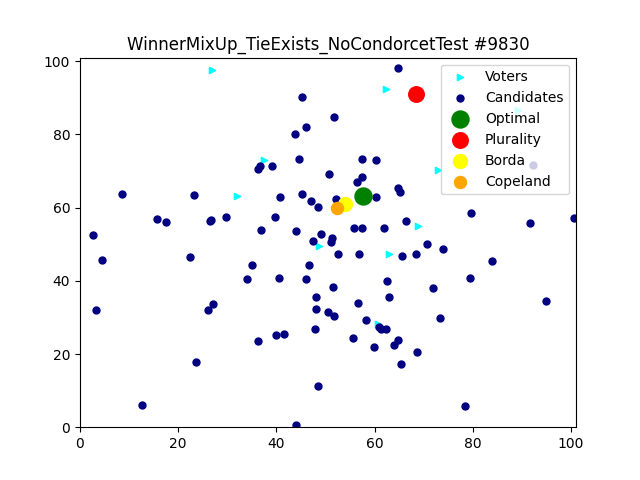 WinnerMixUp_TieExists_NoCondorcetTest #9830
Voters
Candidates
Optimal
Plurality
Borda
Copeland
100
80
60
40
20
0
0 20 40 60 80 100